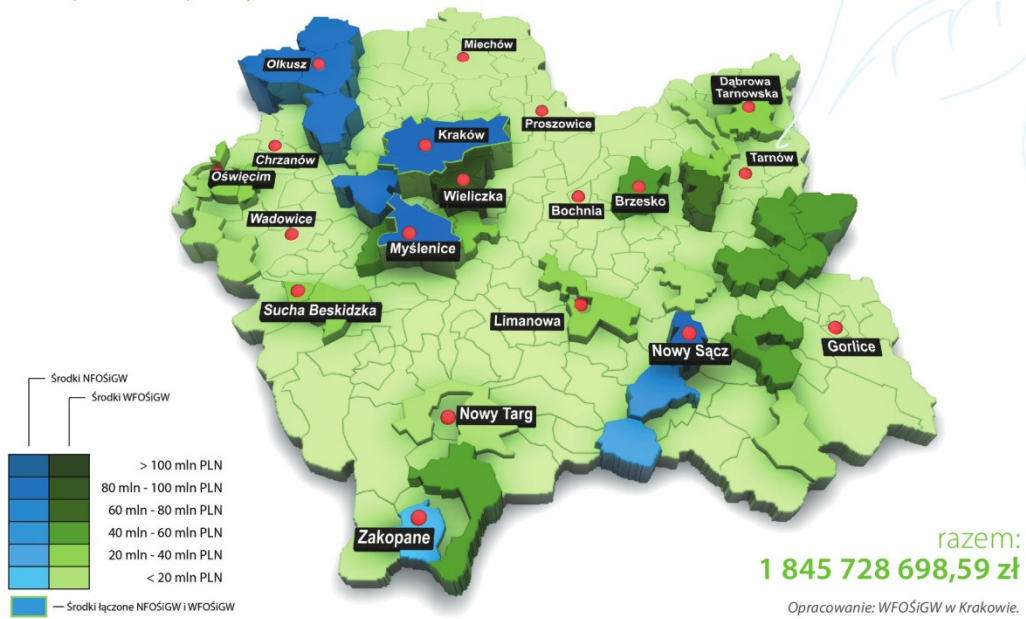 Miechów
Olkusz
Dąbrowa
Tarnowska
Proszowice
Kraków
Chrzanów
Tarnów
Oświęcim
Wieliczka
Brzesko
Bochnia
Wadowice
Myślenice
Sucha Beskidzka
Limanowa
Nowy Sącz
Gorlice
Nowy Targ
Zakopane
Środki NFOŚiGW
Środki WFOŚiGW
> 100 mln PLN
80 mln - 100 mln PLN
60 mln - 80 mln PLN
40 mln - 60 mln PLN
20 mln - 40 mln PLN
< 20 mln PLN
— Środki łączone NFOŚiGW i WFOŚiGW
razem:
1 845 728 698,59 zł
Opracowanie: WFOŚiGW w Krakowie.